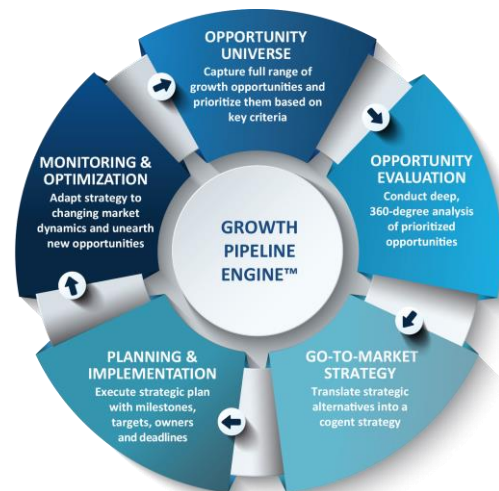 OPPORTUNITY
UNIVERSE
Capture full range of
growth opportunities and
prioritize them based on
key criteria
OPPORTUNITY
EVALUATION
Conduct deep,
360-degree analysis
of prioritized
opportunities
GO-TO-MARKET
STRATEGY
Translate strategic
alternatives into a
cogent strategy
PLANNING &
IMPLEMENTATION
Execute strategic plan
with milestones,
targets, owners
and deadlines
MONITORING &
OPTIMIZATION
Adapt strategy to
changing market
dynamics and unearth
new opportunities
GROWTH
PIPELINE
ENGINE™